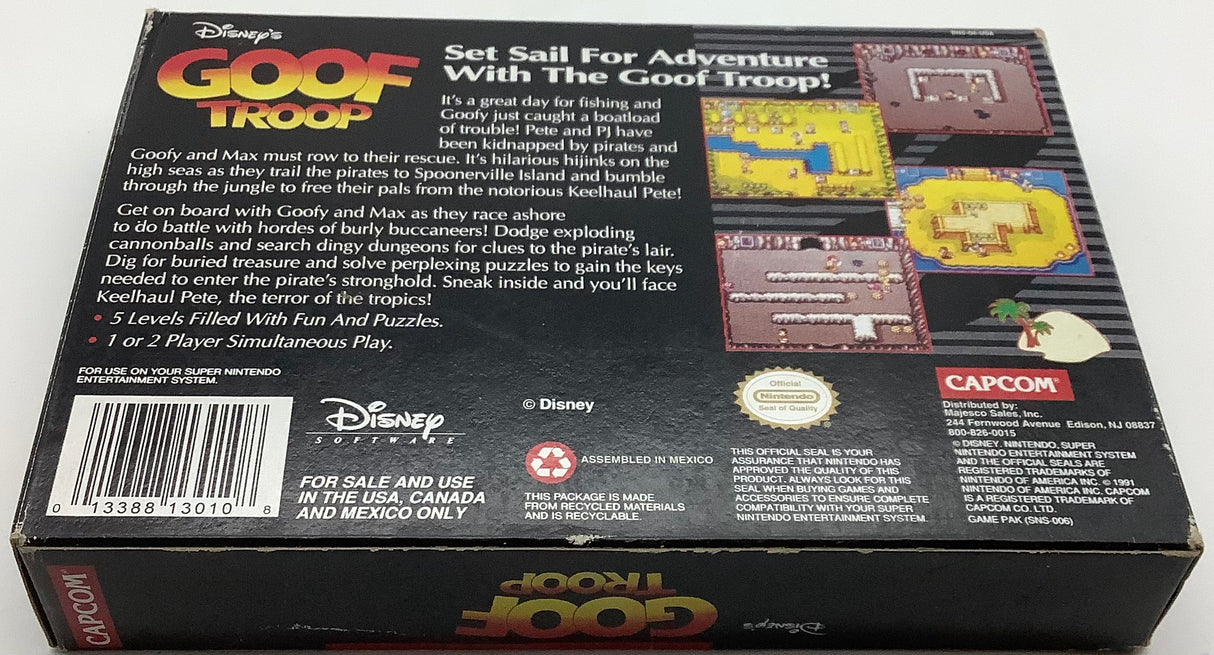 Disney's
GOOF
TROOP
Set Sail For Adventure
With The Goof Troop!
It's a great day for fishing and
Goofy just caught a boatload
of trouble! Pete and PJ have
been kidnapped by pirates and
Goofy and Max must row to their rescue. It's hilarious hijinks on the
high seas as they trail the pirates to Spoonerville Island and bumble
through the jungle to free their pals from the notorious Keelhaul Pete!
Get on board with Goofy and Max as they race ashore
to do battle with hordes of burly buccaneers! Dodge exploding
cannonballs and search dingy dungeons for clues to the pirate's lair.
Dig for buried treasure and solve perplexing puzzles to gain the keys
needed to enter the pirate's stronghold. Sneak inside and you'll face
Keelhaul Pete, the terror of the tropics!
• 5 Levels Filled With Fun And Puzzles.
• 1 or 2 Player Simultaneous Play.
FOR USE ON YOUR SUPER NINTENDO
ENTERTAINMENT SYSTEM.
0 13388 13010 8
Disney
SOFTWARE
FOR SALE AND USE
IN THE USA, CANADA
AND MEXICO ONLY
© Disney
ASSEMBLED IN MEXICO
THIS PACKAGE IS MADE
FROM RECYCLED MATERIALS
AND IS RECYCLABLE.
Official
Nintendo
Seal of Quality
®
THIS OFFICIAL SEAL IS YOUR
ASSURANCE THAT NINTENDO HAS
APPROVED THE QUALITY OF THIS
PRODUCT. ALWAYS LOOK FOR THIS
SEAL WHEN BUYING GAMES AND
ACCESSORIES TO ENSURE COMPLETE
COMPATIBILITY WITH YOUR SUPER
NINTENDO ENTERTAINMENT SYSTEM.
CAPCOM®
Distributed by:
Majesco Sales, Inc.
244 Fernwood Avenue Edison, NJ 08837
800-826-0015
© DISNEY. NINTENDO, SUPER
NINTENDO ENTERTAINMENT SYSTEM
AND THE OFFICIAL SEALS ARE
REGISTERED TRADEMARKS OF
NINTENDO OF AMERICA INC. © 1991
NINTENDO OF AMERICA INC. CAPCOM
IS A REGISTERED TRADEMARK OF
CAPCOM CO. LTD.
GAME PAK (SNS-006)
CAPCOM
Disney's
GOOF
TROOP